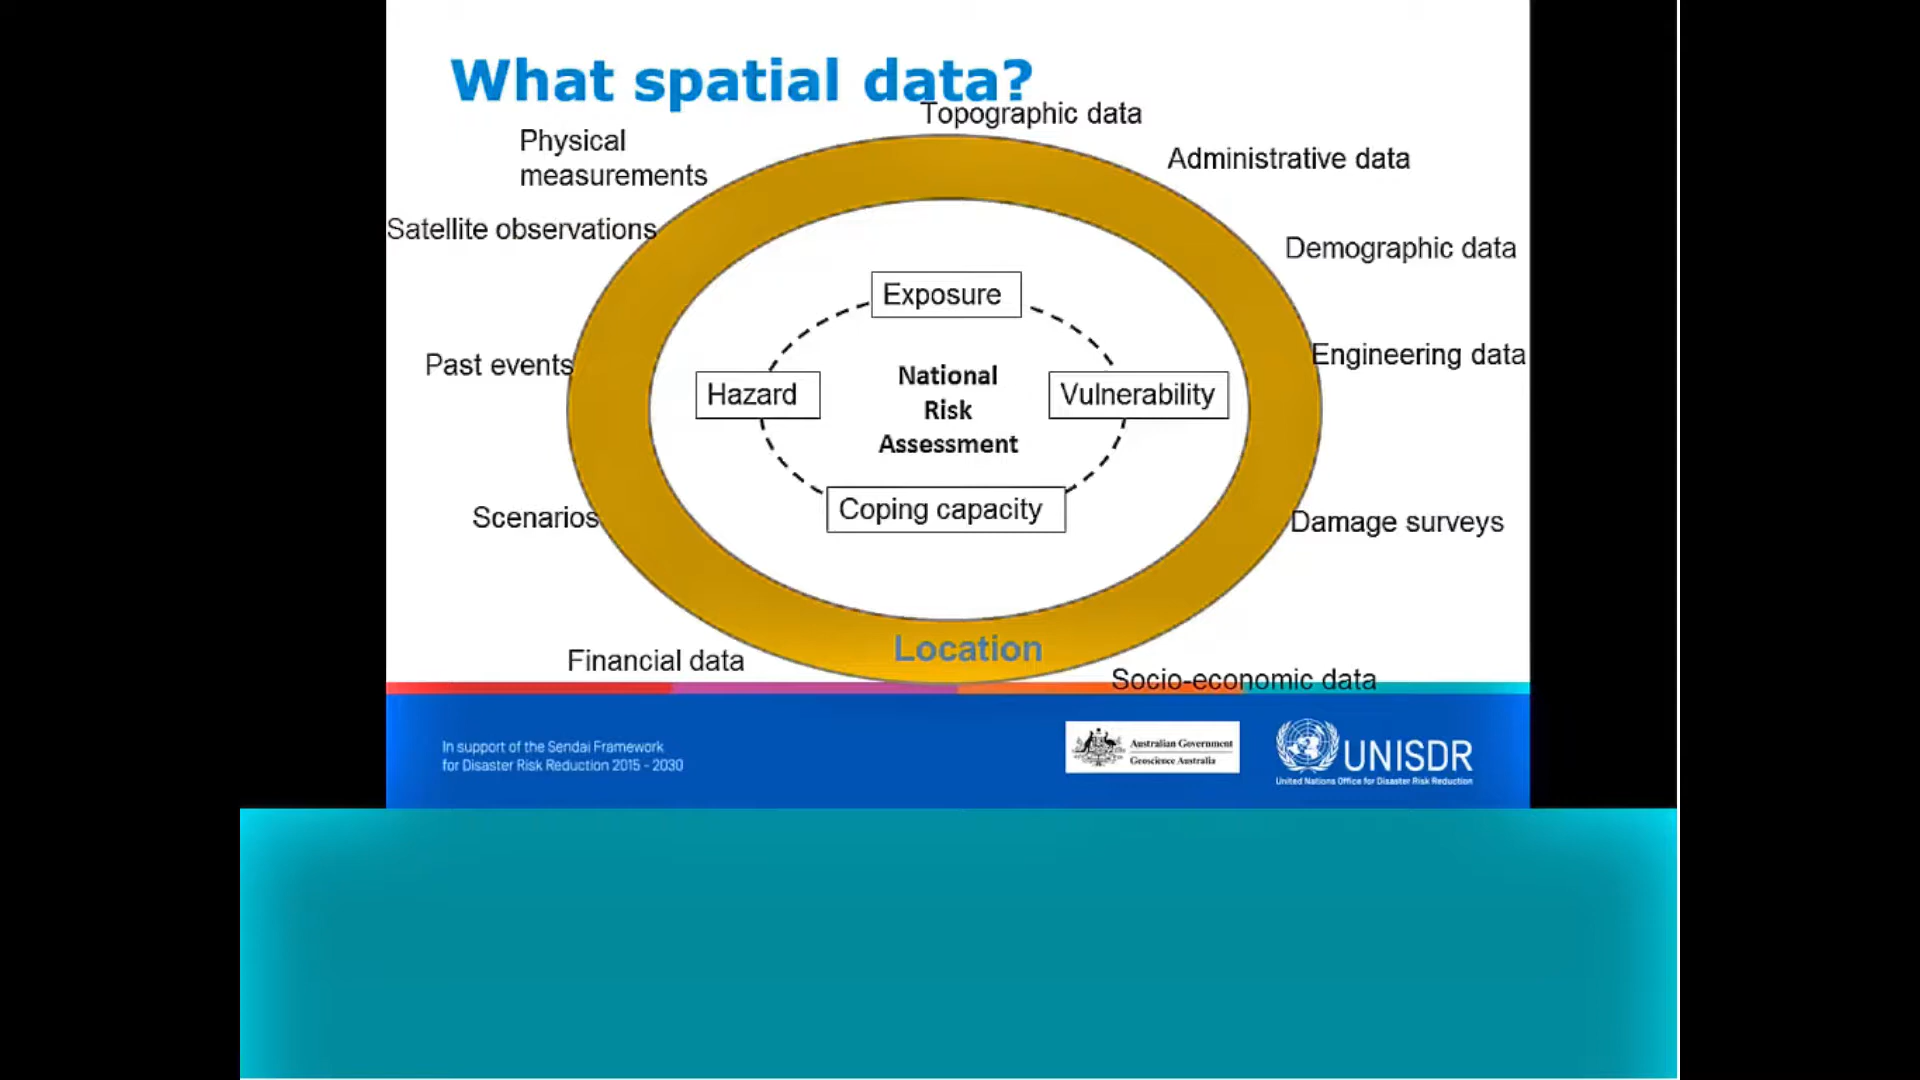 What spatial data?
Topographic data
Physical
measurements
Administrative data
Satellite observations
Demographic data
Exposure
Past events
Engineering data
Hazard
National
Risk
Assessment
Vulnerability
Coping capacity
Scenarios
Damage surveys
Location
Financial data
Socio-economic data
In support of the Sendai Framework
for Disaster Risk Reduction 2015 - 2030
Australian Government
Geoscience Australia
UNISDR
United Nations Office for Disaster Risk Reduction